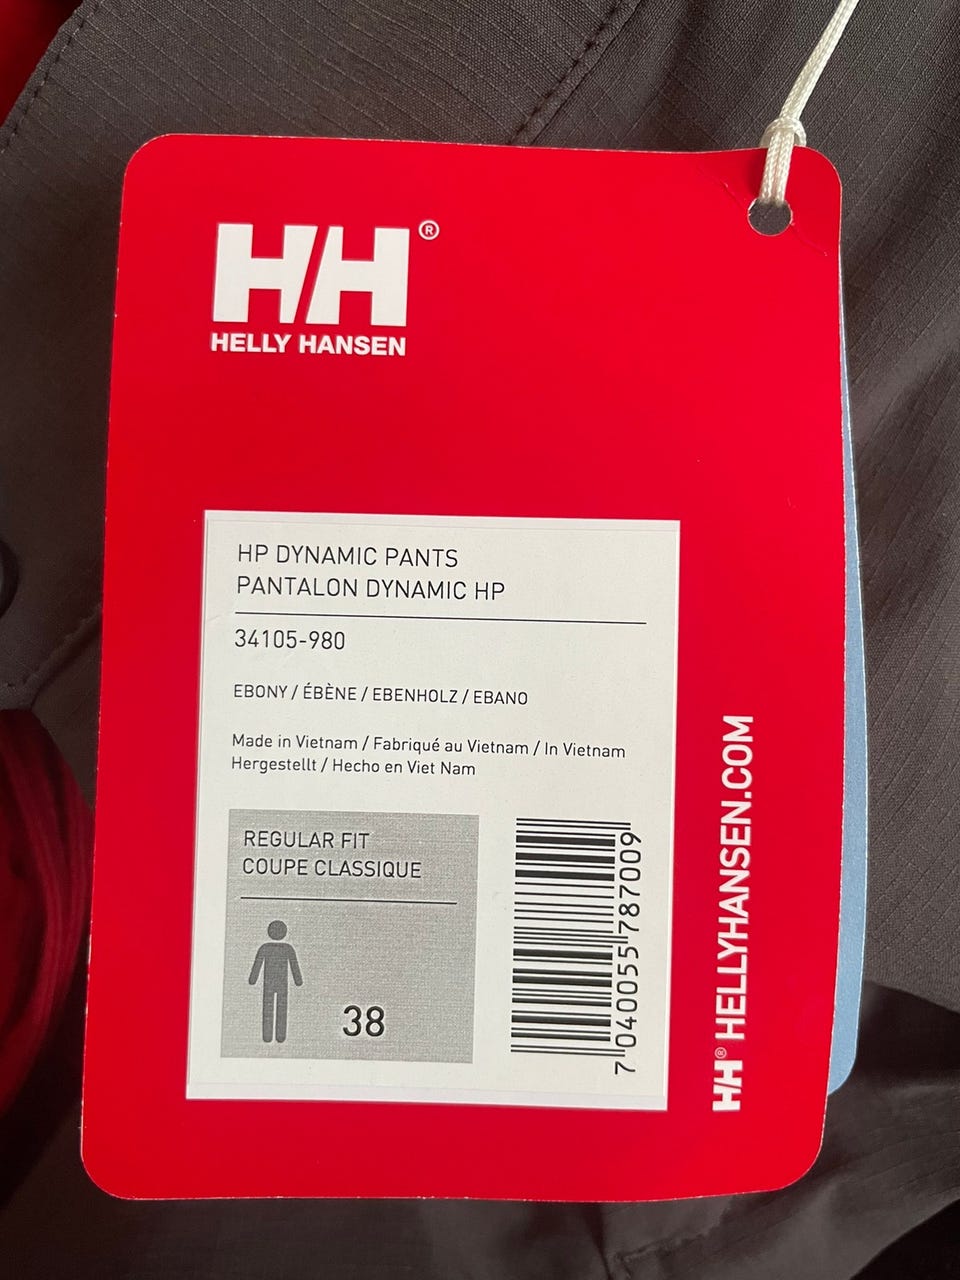 HH®
HELLY HANSEN
HP DYNAMIC PANTS
PANTALON DYNAMIC HP
34105-980
EBONY / ÉBÈNE / EBENHOLZ / EBANO
Made in Vietnam / Fabriqué au Vietnam / In Vietnam
Hergestellt / Hecho en Viet Nam
REGULAR FIT
COUPE CLASSIQUE
38
7 040055 787009
HH® HELLYHANSEN.COM